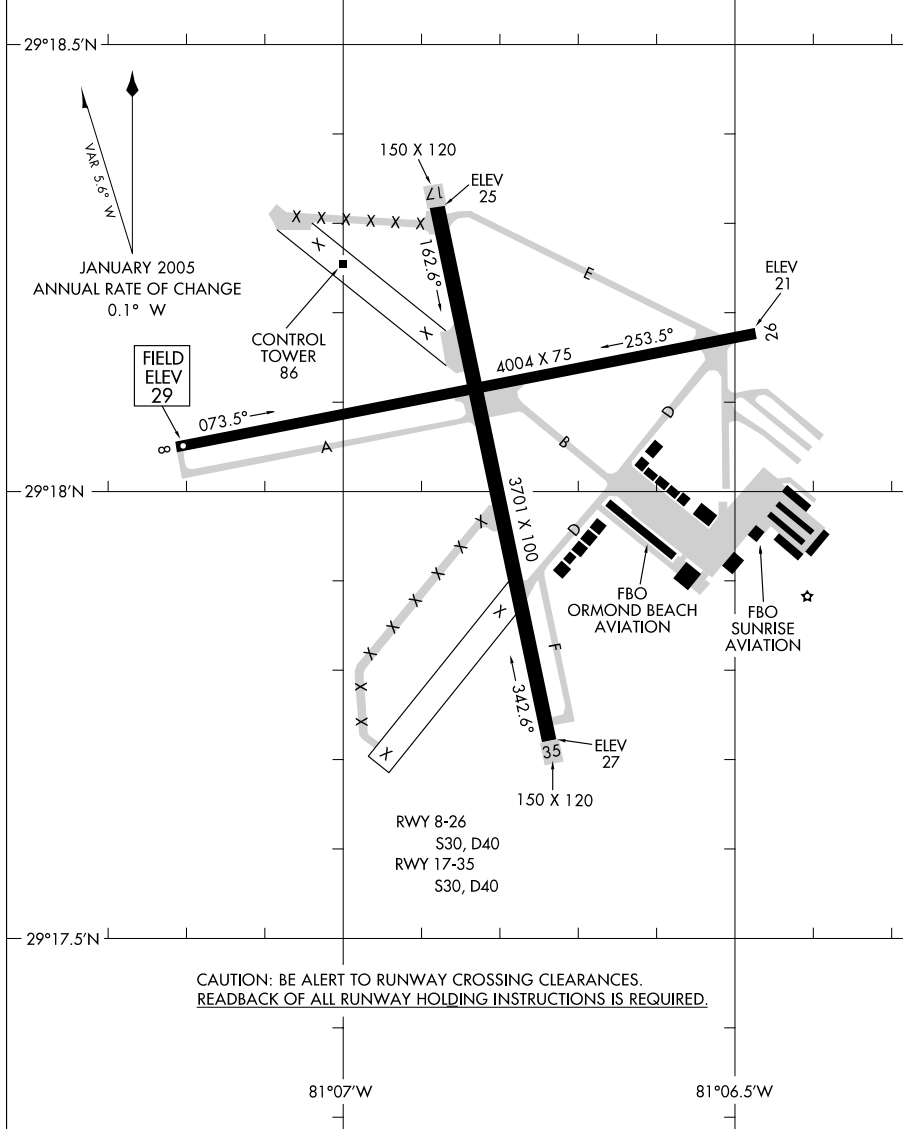 29°18.5'N
VAR 5.6° W
JANUARY 2005
ANNUAL RATE OF CHANGE
0.1° W
150 X 120
17
ELEV
25
162.6°
X X X X X X
X
X
CONTROL
TOWER
86
E
ELEV
21
26
253.5°
4004 X 75
FIELD
ELEV
29
073.5°
8
A
B
D
29°18'N
3701 X 100
D
FBO
ORMOND BEACH
AVIATION
FBO
SUNRISE
AVIATION
X
X
X
X
X
X
X
X
X
X
F
342.6°
35
ELEV
27
150 X 120
RWY 8-26
S30, D40
RWY 17-35
S30, D40
29°17.5'N
CAUTION: BE ALERT TO RUNWAY CROSSING CLEARANCES.
READBACK OF ALL RUNWAY HOLDING INSTRUCTIONS IS REQUIRED.
81°07'W
81°06.5'W